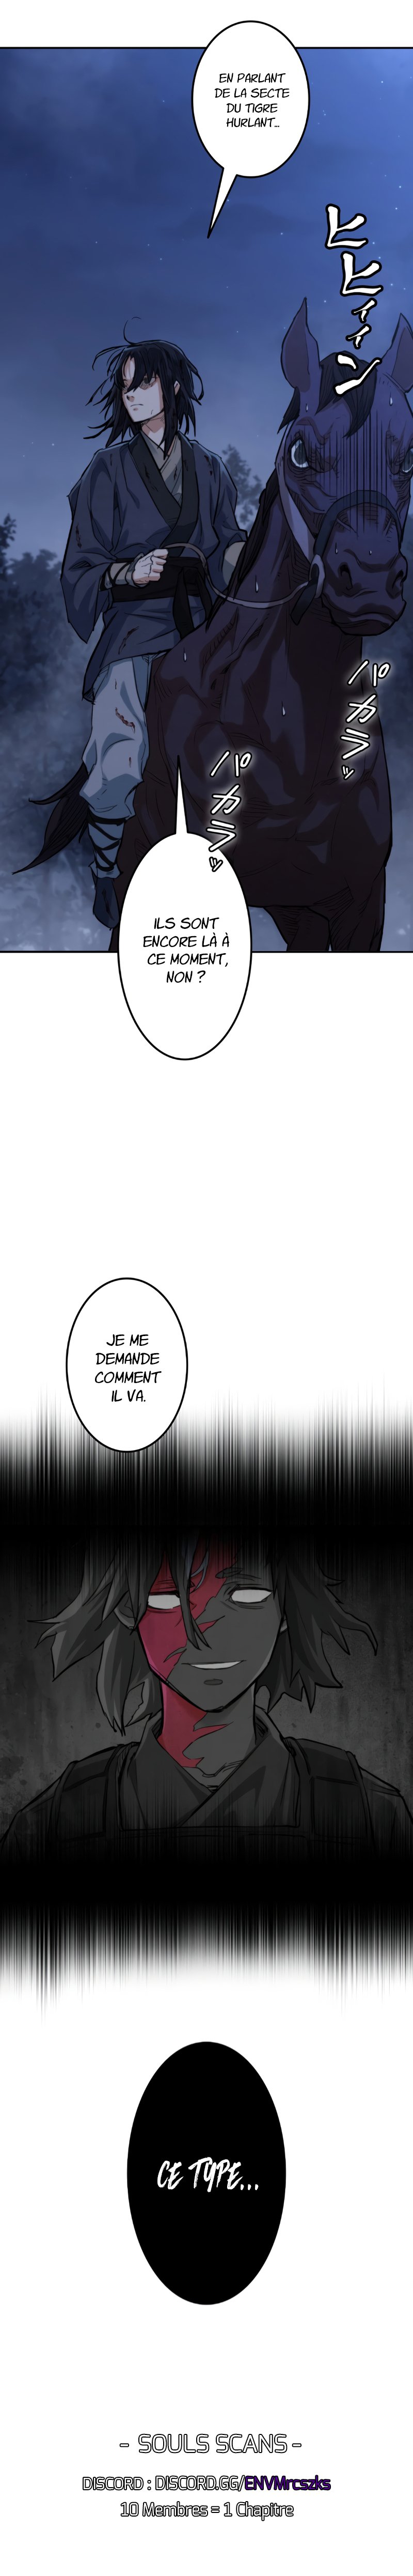 EN PARLANT
DE LA SECTE
DU TIGRE
HURLANT...
ヒヒィィン
パカラッ
パカラッ
ILS SONT
ENCORE LÀ À
CE MOMENT,
NON ?
JE ME
DEMANDE
COMMENT
IL VA.
CE TYPE...
- SOULS SCANS -
DISCORD : DISCORD.GG/ENVMrcszks
10 Membres = 1 Chapitre